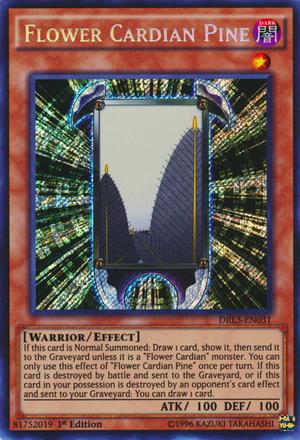 FLOWER CARDIAN PINE
DARK
闇
DRL3-EN031
[WARRIOR/EFFECT]
If this card is Normal Summoned: Draw 1 card, show it, then send it
to the Graveyard unless it is a "Flower Cardian" monster. You can
only use this effect of "Flower Cardian Pine" once per turn. If this
card is destroyed by battle and sent to the Graveyard, or if this
card in your possession is destroyed by an opponent's card effect
and sent to your Graveyard: You can draw 1 card.
ATK/ 100 DEF/ 100
81752019 1st Edition ©1996 KAZUKI TAKAHASHI